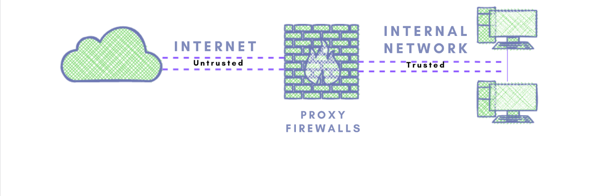 INTERNET
Untrusted
PROXY
FIREWALLS
INTERNAL
NETWORK
Trusted